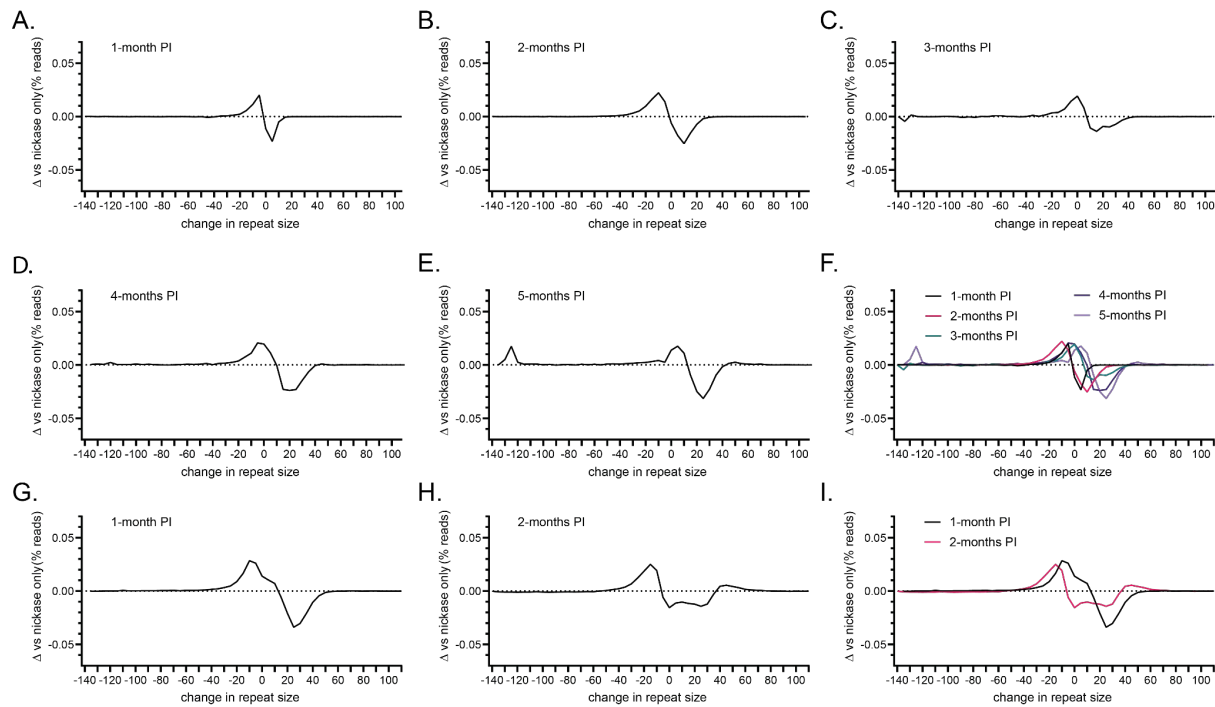 A.
1-month PI
Δ vs nickase only (% reads)
0.05
0.00
-0.05
-140 -120 -100 -80 -60 -40 -20 0 20 40 60 80 100
change in repeat size
B.
2-months PI
Δ vs nickase only (% reads)
0.05
0.00
-0.05
-140 -120 -100 -80 -60 -40 -20 0 20 40 60 80 100
change in repeat size
C.
3-months PI
Δ vs nickase only (% reads)
0.05
0.00
-0.05
-140 -120 -100 -80 -60 -40 -20 0 20 40 60 80 100
change in repeat size
D.
4-months PI
Δ vs nickase only (% reads)
0.05
0.00
-0.05
-140 -120 -100 -80 -60 -40 -20 0 20 40 60 80 100
change in repeat size
E.
5-months PI
Δ vs nickase only (% reads)
0.05
0.00
-0.05
-140 -120 -100 -80 -60 -40 -20 0 20 40 60 80 100
change in repeat size
F.
1-month PI
2-months PI
3-months PI
4-months PI
5-months PI
Δ vs nickase only (% reads)
0.05
0.00
-0.05
-140 -120 -100 -80 -60 -40 -20 0 20 40 60 80 100
change in repeat size
G.
1-month PI
Δ vs nickase only (% reads)
0.05
0.00
-0.05
-140 -120 -100 -80 -60 -40 -20 0 20 40 60 80 100
change in repeat size
H.
2-months PI
Δ vs nickase only (% reads)
0.05
0.00
-0.05
-140 -120 -100 -80 -60 -40 -20 0 20 40 60 80 100
change in repeat size
I.
1-month PI
2-months PI
Δ vs nickase only (% reads)
0.05
0.00
-0.05
-140 -120 -100 -80 -60 -40 -20 0 20 40 60 80 100
change in repeat size